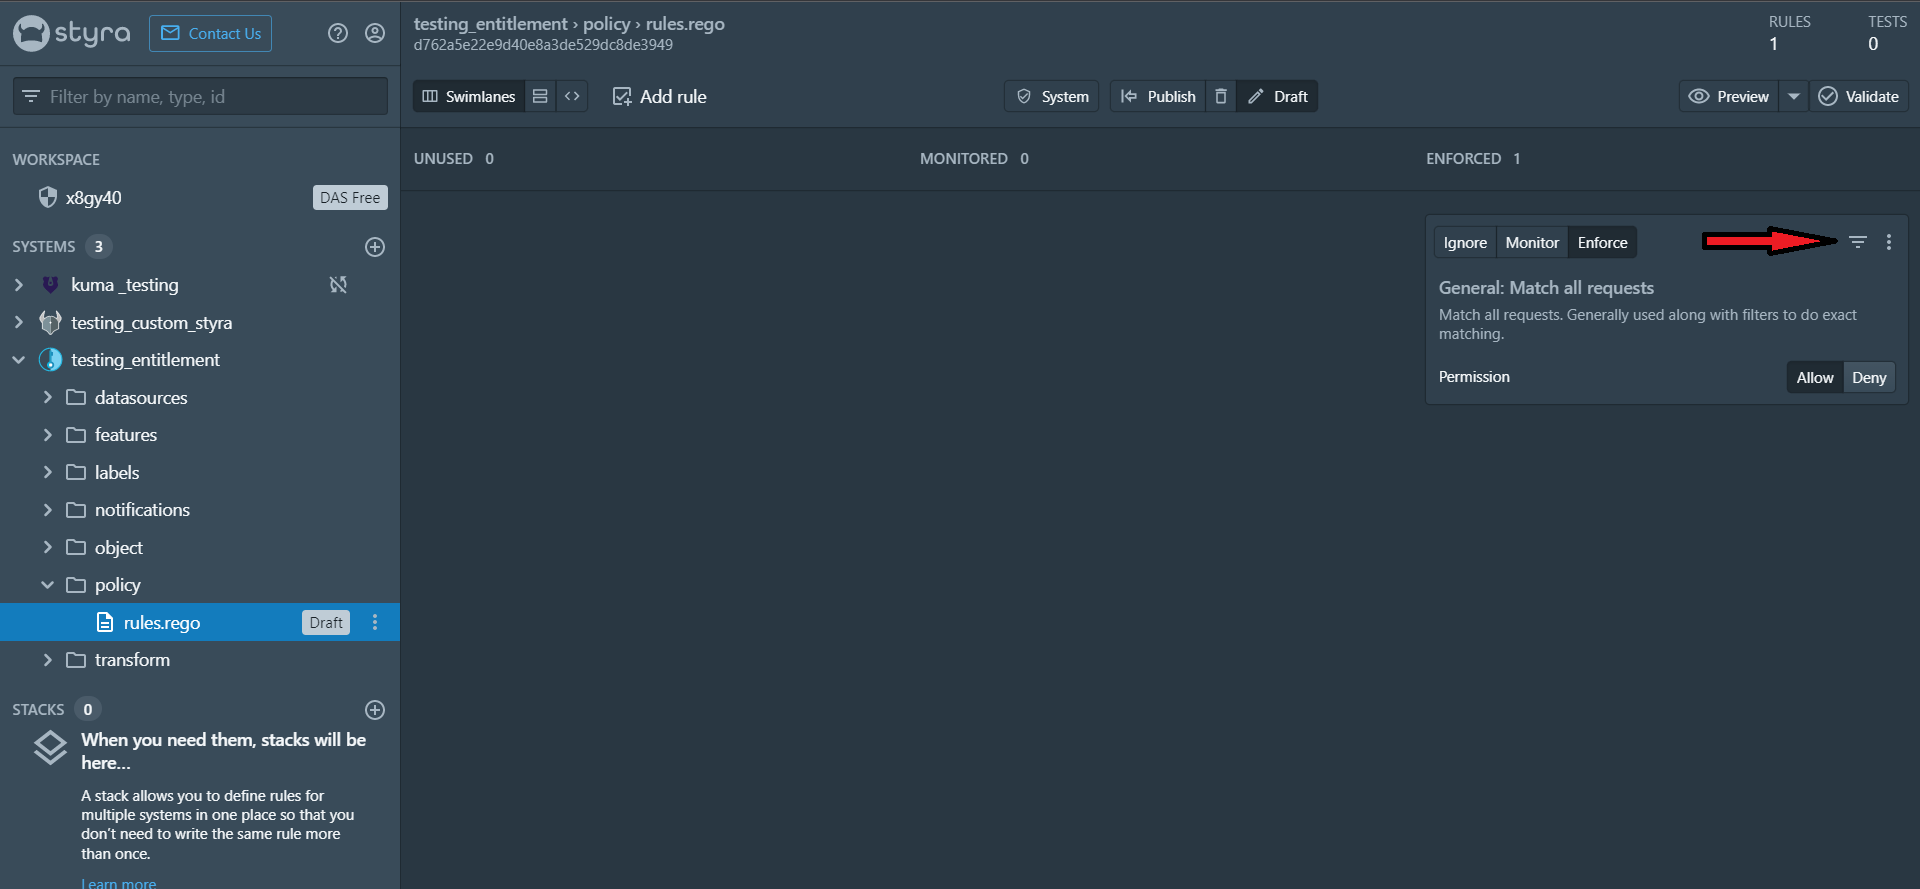 styra
Contact Us
testing_entitlement › policy › rules.rego
d762a5e22e9d40e8a3de529dc8de3949
RULES
1
TESTS
0
Filter by name, type, id
Swimlanes
Add rule
System
Publish
Draft
Preview
Validate
WORKSPACE
x8gy40
DAS Free
SYSTEMS 3
kuma _testing
testing_custom_styra
testing_entitlement
datasources
features
labels
notifications
object
policy
rules.rego
Draft
transform
STACKS 0
When you need them, stacks will be
here...
A stack allows you to define rules for
multiple systems in one place so that you
don't need to write the same rule more
than once.
Learn more
UNUSED 0
MONITORED 0
ENFORCED 1
Ignore
Monitor
Enforce
General: Match all requests
Match all requests. Generally used along with filters to do exact
matching.
Permission
Allow
Deny